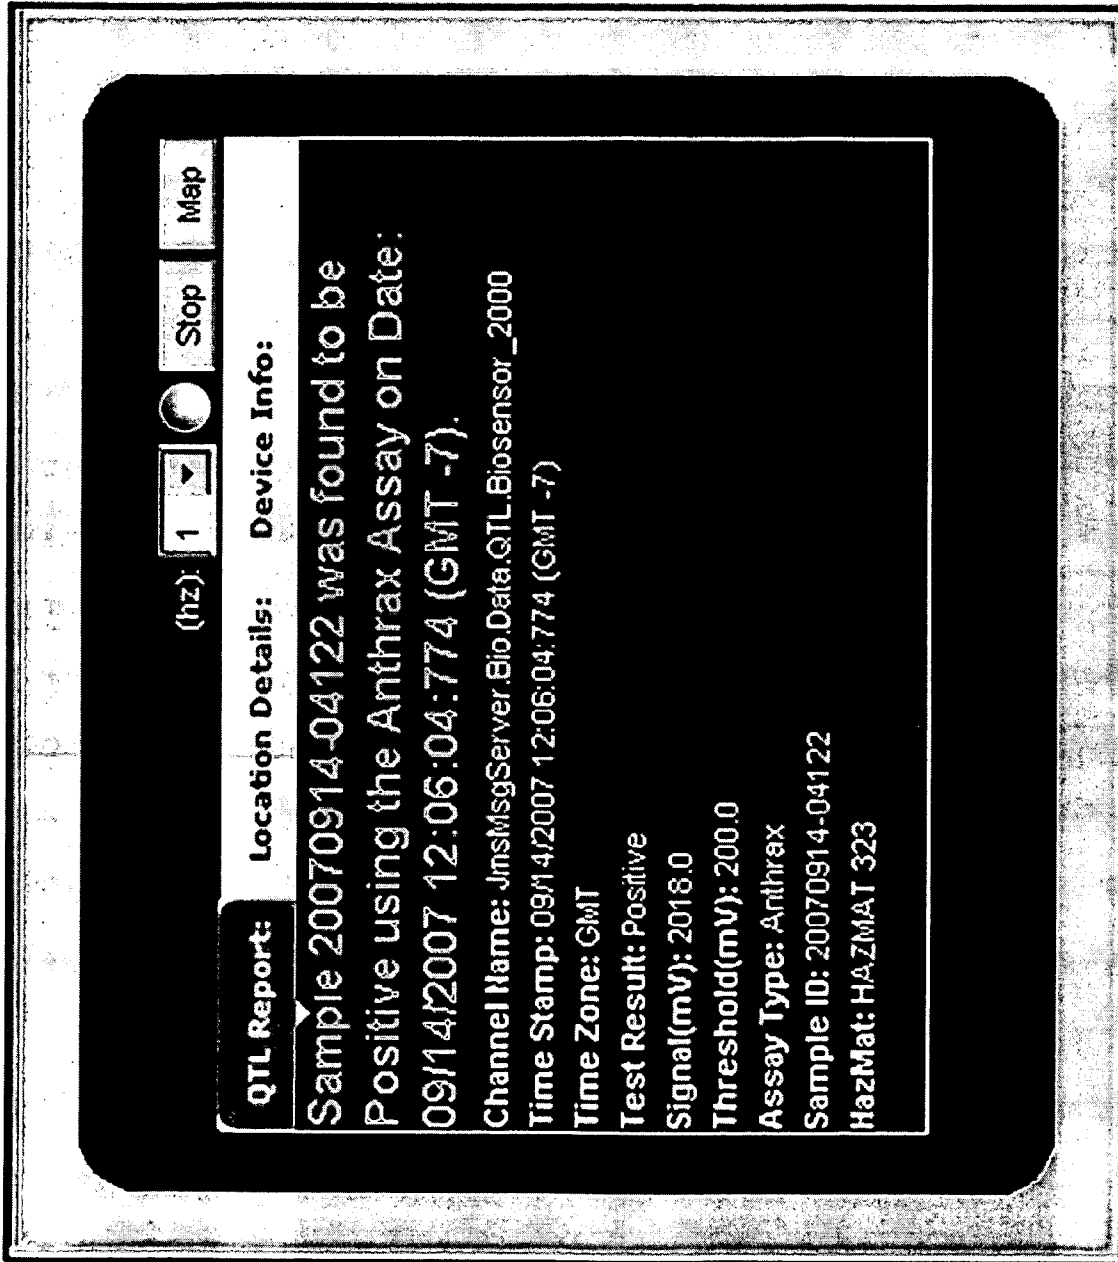 (hz): 1 Stop Map
QTL Report: Location Details: Device Info:
Sample 20070914-04122 was found to be
Positive using the Anthrax Assay on Date:
09/14/2007 12:06:04:774 (GMT -7).
Channel Name: JmsMsgServer.Bio.Data.QTL.Biosensor_2000
Time Stamp: 09/14/2007 12:06:04:774 (GMT -7)
Time Zone: GMT
Test Result: Positive
Signal(mV): 2018.0
Threshold(mV): 200.0
Assay Type: Anthrax
Sample ID: 20070914-04122
HazMat: HAZMAT 323